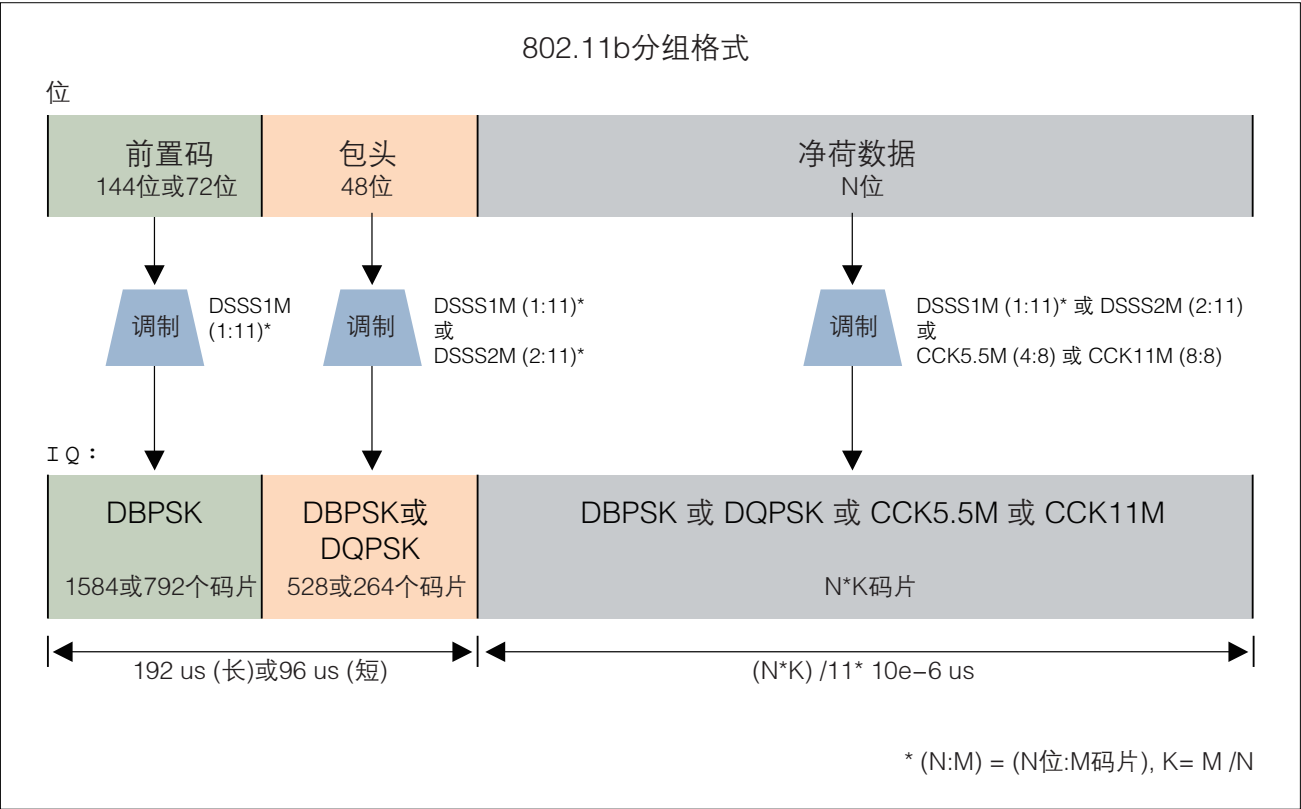 802.11b分组格式
位
前置码
144位或72位
包头
48位
净荷数据
N位
调制
DSSS1M
(1:11)*
调制
DSSS1M (1:11)*
或
DSSS2M (2:11)*
调制
DSSS1M (1:11)* 或 DSSS2M (2:11)
或
CCK5.5M (4:8) 或 CCK11M (8:8)
IQ:
DBPSK
1584或792个码片
DBPSK或
DQPSK
528或264个码片
DBPSK 或 DQPSK 或 CCK5.5M 或 CCK11M
N*K码片
192 us (长)或96 us (短)
(N*K) /11* 10e–6 us
* (N:M) = (N位:M码片), K= M /N